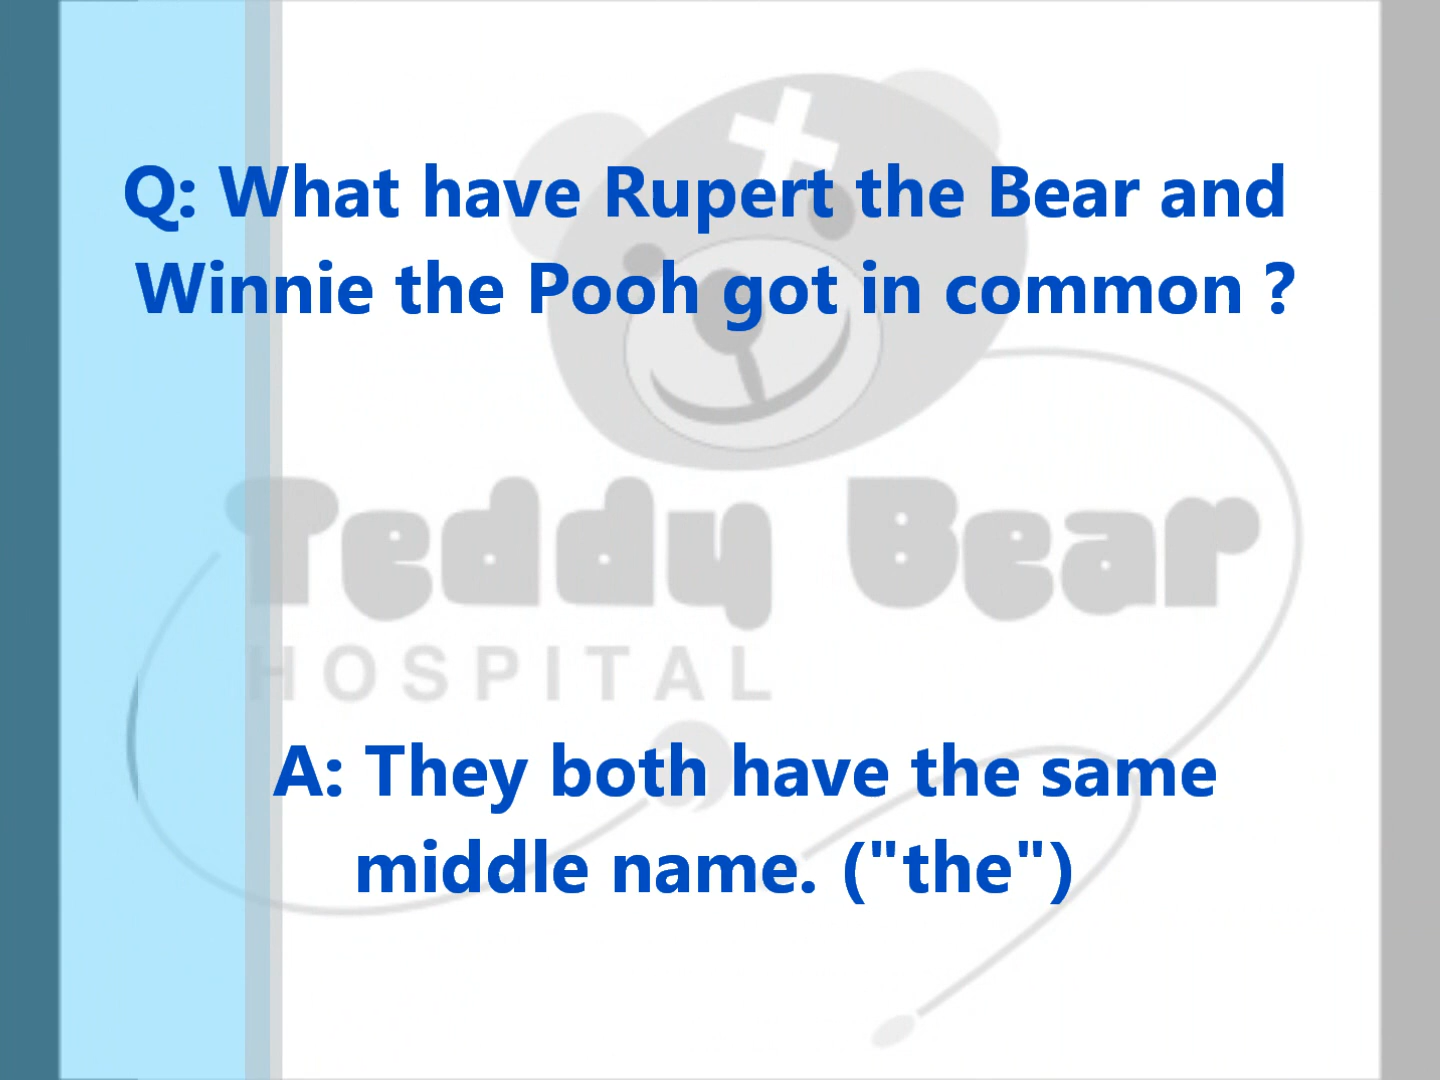 Q: What have Rupert the Bear and
Winnie the Pooh got in common ?
Teddy Bear
HOSPITAL
A: They both have the same
middle name. ("the")